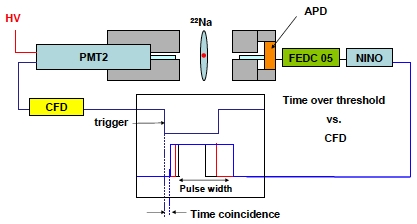 HV
APD
²²Na
PMT2
FEDC 05
NINO
CFD
trigger
Time over threshold
vs.
CFD
Pulse width
Time coincidence